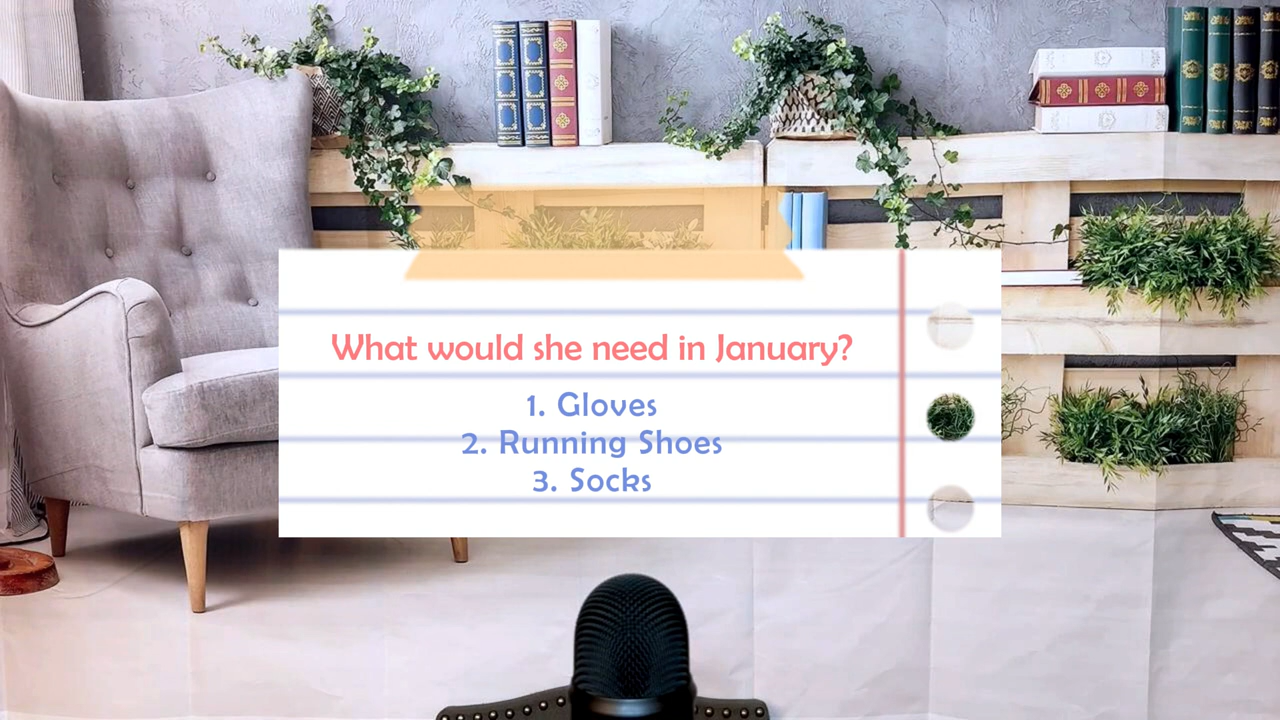 What would she need in January?
1. Gloves
2. Running Shoes
3. Socks